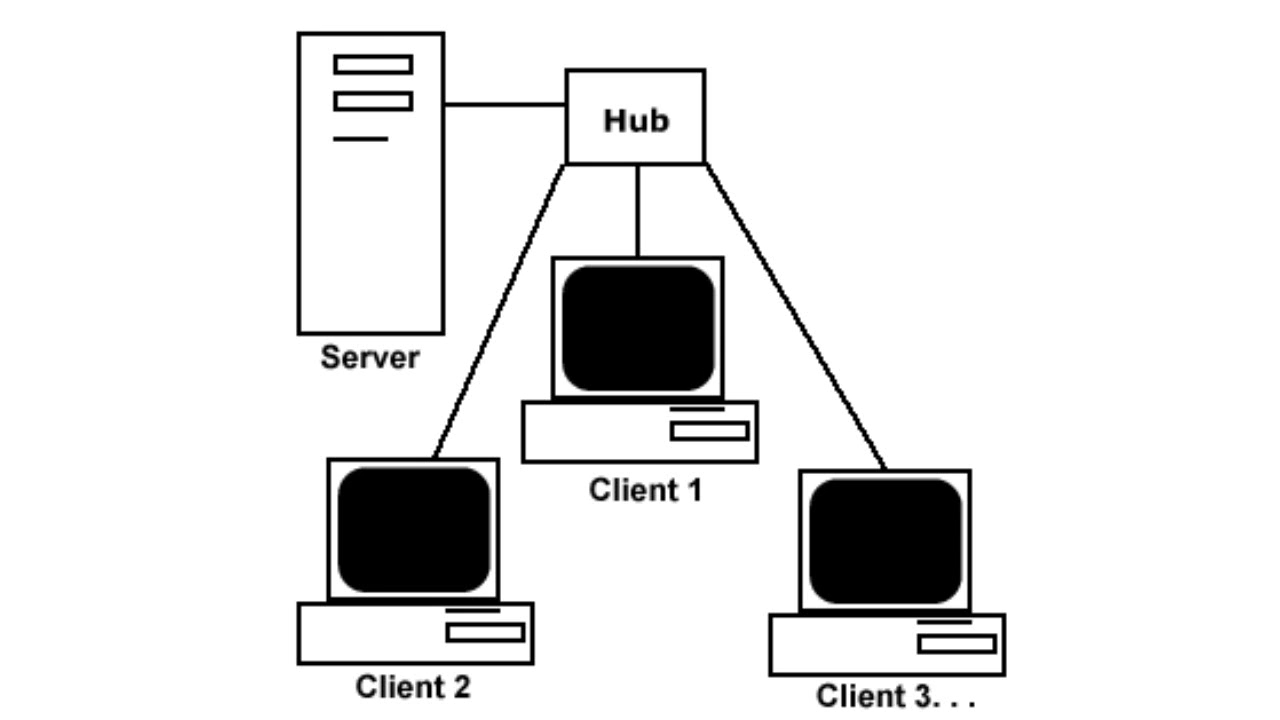 Hub
Server
Client 1
Client 2
Client 3. . .